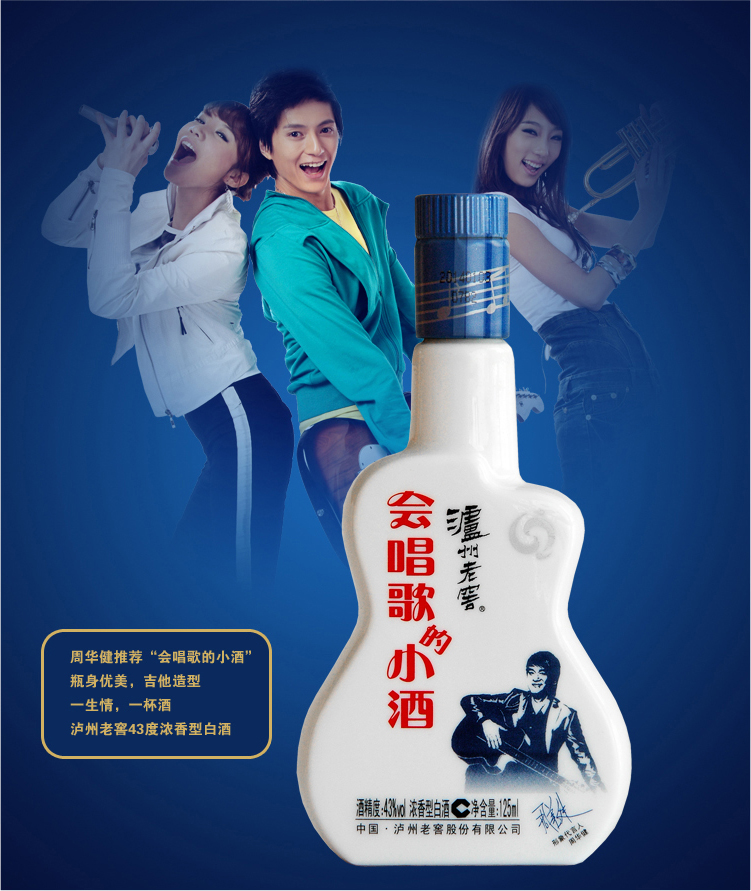 会唱歌的小酒
泸州老窖®
周华健推荐“会唱歌的小酒”
瓶身优美，吉他造型
一生情，一杯酒
泸州老窖43度浓香型白酒
酒精度:43%vol 浓香型白酒 净含量:125ml
中国·泸州老窖股份有限公司
形象代言人
周华健